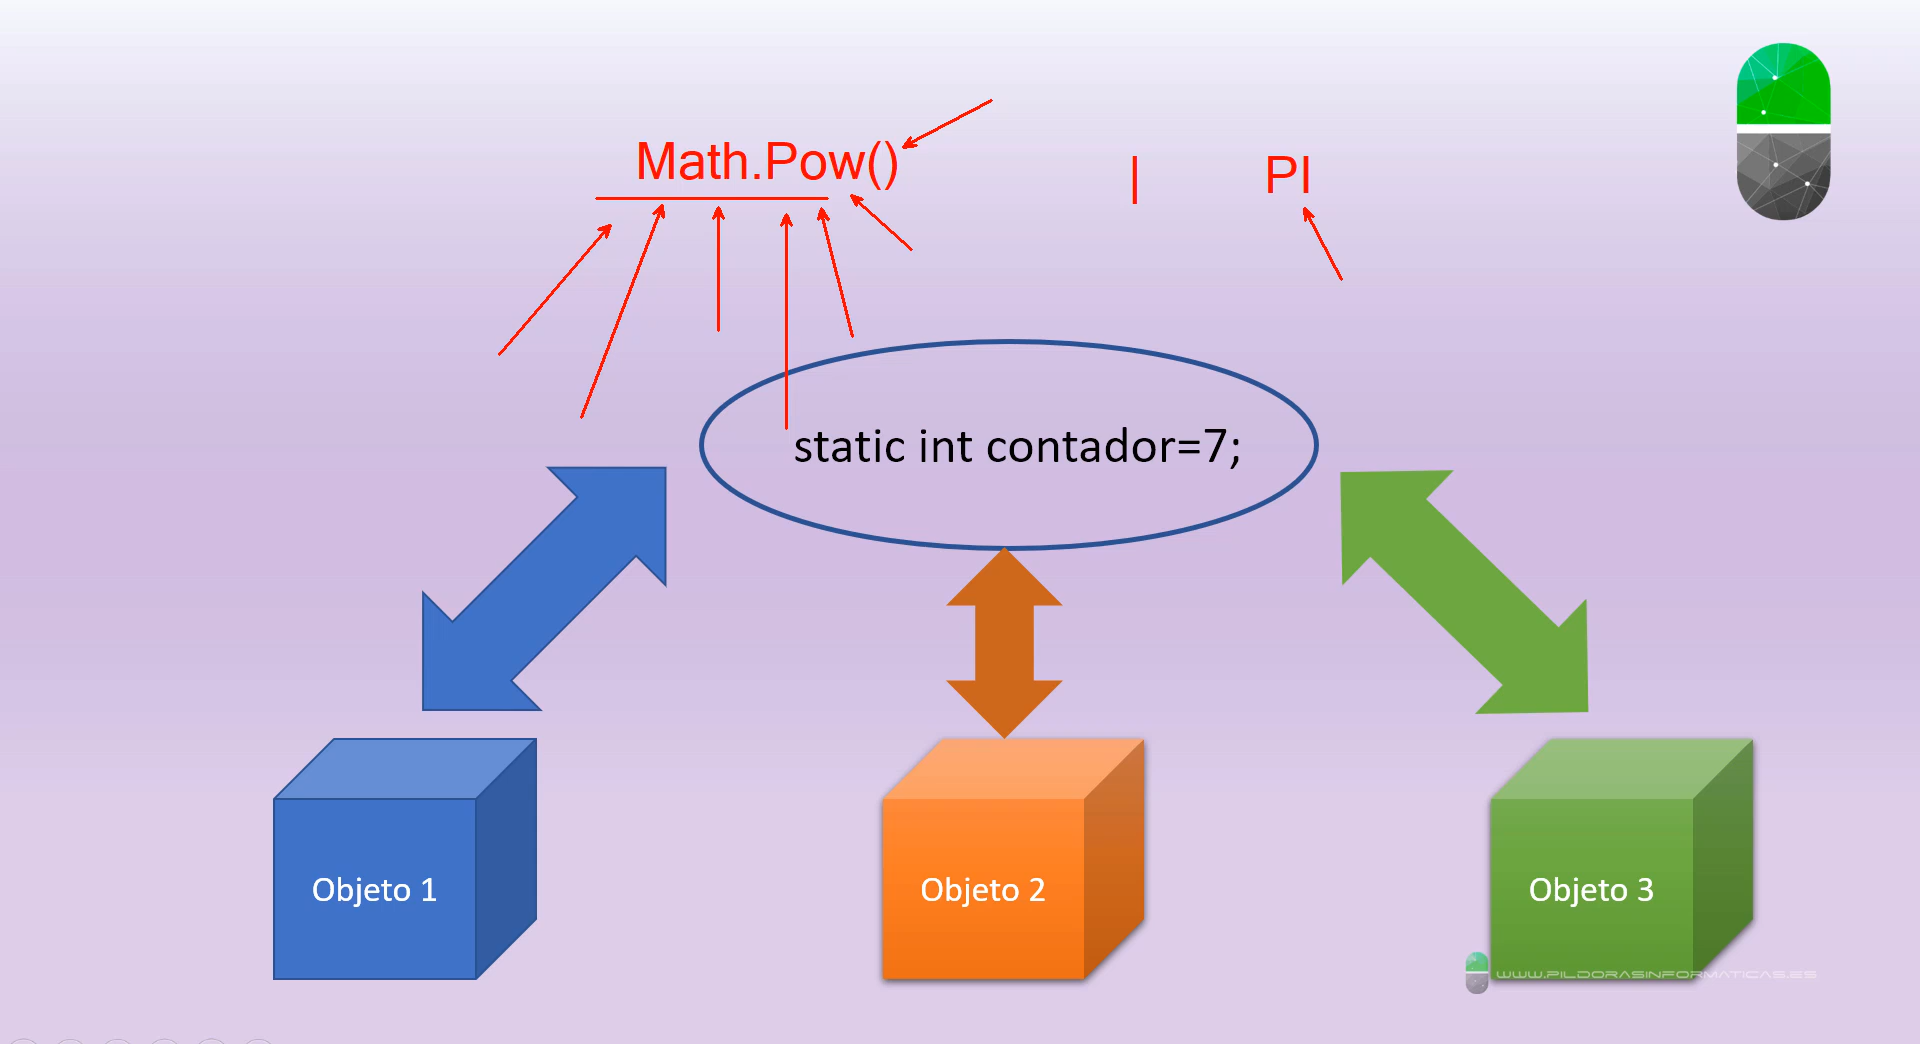 Math.Pow() | PI
static int contador=7;
Objeto 1
Objeto 2
Objeto 3
WWW.PILDORASINFORMATICAS.ES